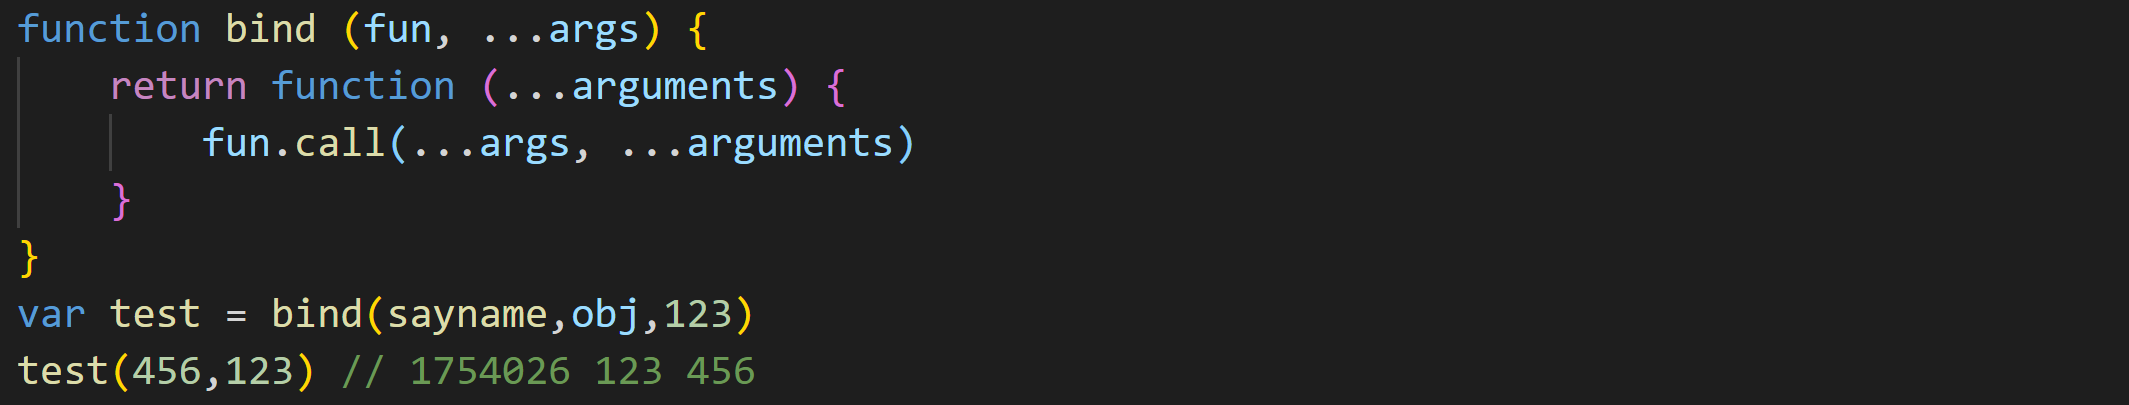 function bind (fun, ...args) {
    return function (...arguments) {
        fun.call(...args, ...arguments)
    }
}
var test = bind(sayname,obj,123)
test(456,123) // 1754026 123 456